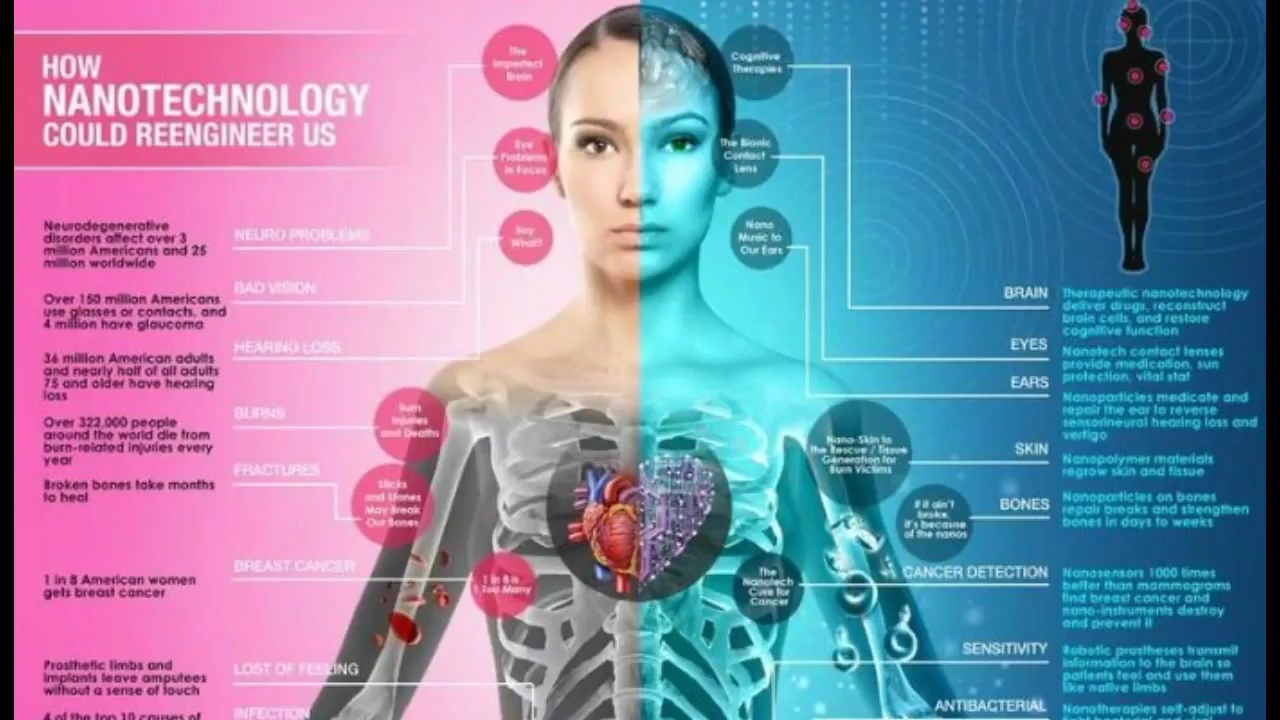 HOW
NANOTECHNOLOGY
COULD REENGINEER US
The
Imperfect
Brain
Eye
Problems
in Focus
Say
What?
Neurodegenerative
disorders affect over 3
million Americans and 25
million worldwide
NEURO PROBLEMS
Over 150 million Americans
use glasses or contacts, and
4 million have glaucoma
BAD VISION
36 million American adults
and nearly half of all adults
75 and older have hearing
loss
HEARING LOSS
Over 322,000 people
around the world die from
burn-related injuries every
year
BURNS
Burn
Injuries
and Deaths
Broken bones take months
to heal
FRACTURES
Sticks
and Stones
May Break
Our Bones
1 in 8 American women
gets breast cancer
BREAST CANCER
1 in 8 is
1 Too Many
Prosthetic limbs and
implants leave amputees
without a sense of touch
LOST OF FEELING
4 of the top 10 causes of
INFECTION
Cognitive
Therapies
The Bionic
Contact
Lens
Nano
Music to
Our Ears
BRAIN
Therapeutic nanotechnology
deliver drugs, reconstruct
brain cells, and restore
cognitive function
EYES
Nanotech contact lenses
provide medication, sun
protection, vital stat
EARS
Nanoparticles medicate and
repair the ear to reverse
sensorineural hearing loss and
vertigo
Nano-Skin to
the Rescue / Tissue
Generation for
Burn Victims
SKIN
Nanopolymer materials
regrow skin and tissue
If it ain't
broke,
it's because
of the nanos
BONES
Nanoparticles on bones
repair breaks and strengthen
bones in days to weeks
The
Nanotech
Cure for
Cancer
CANCER DETECTION
Nanosensors 1000 times
better than mammograms
find breast cancer and
nano-instruments destroy
and prevent it
SENSITIVITY
Robotic prostheses transmit
information to the brain so
patients feel and use them
like native limbs
ANTIBACTERIAL
Nanotherapies self-adjust to